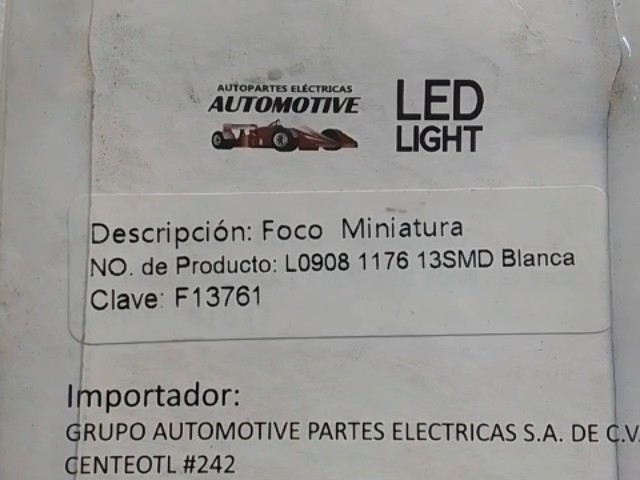 AUTOPARTES ELÉCTRICAS
AUTOMOTIVE
LED
LIGHT
Descripción: Foco Miniatura
NO. de Producto: L0908 1176 13SMD Blanca
Clave: F13761
Importador:
GRUPO AUTOMOTIVE PARTES ELECTRICAS S.A. DE C.V.
CENTEOTL #242